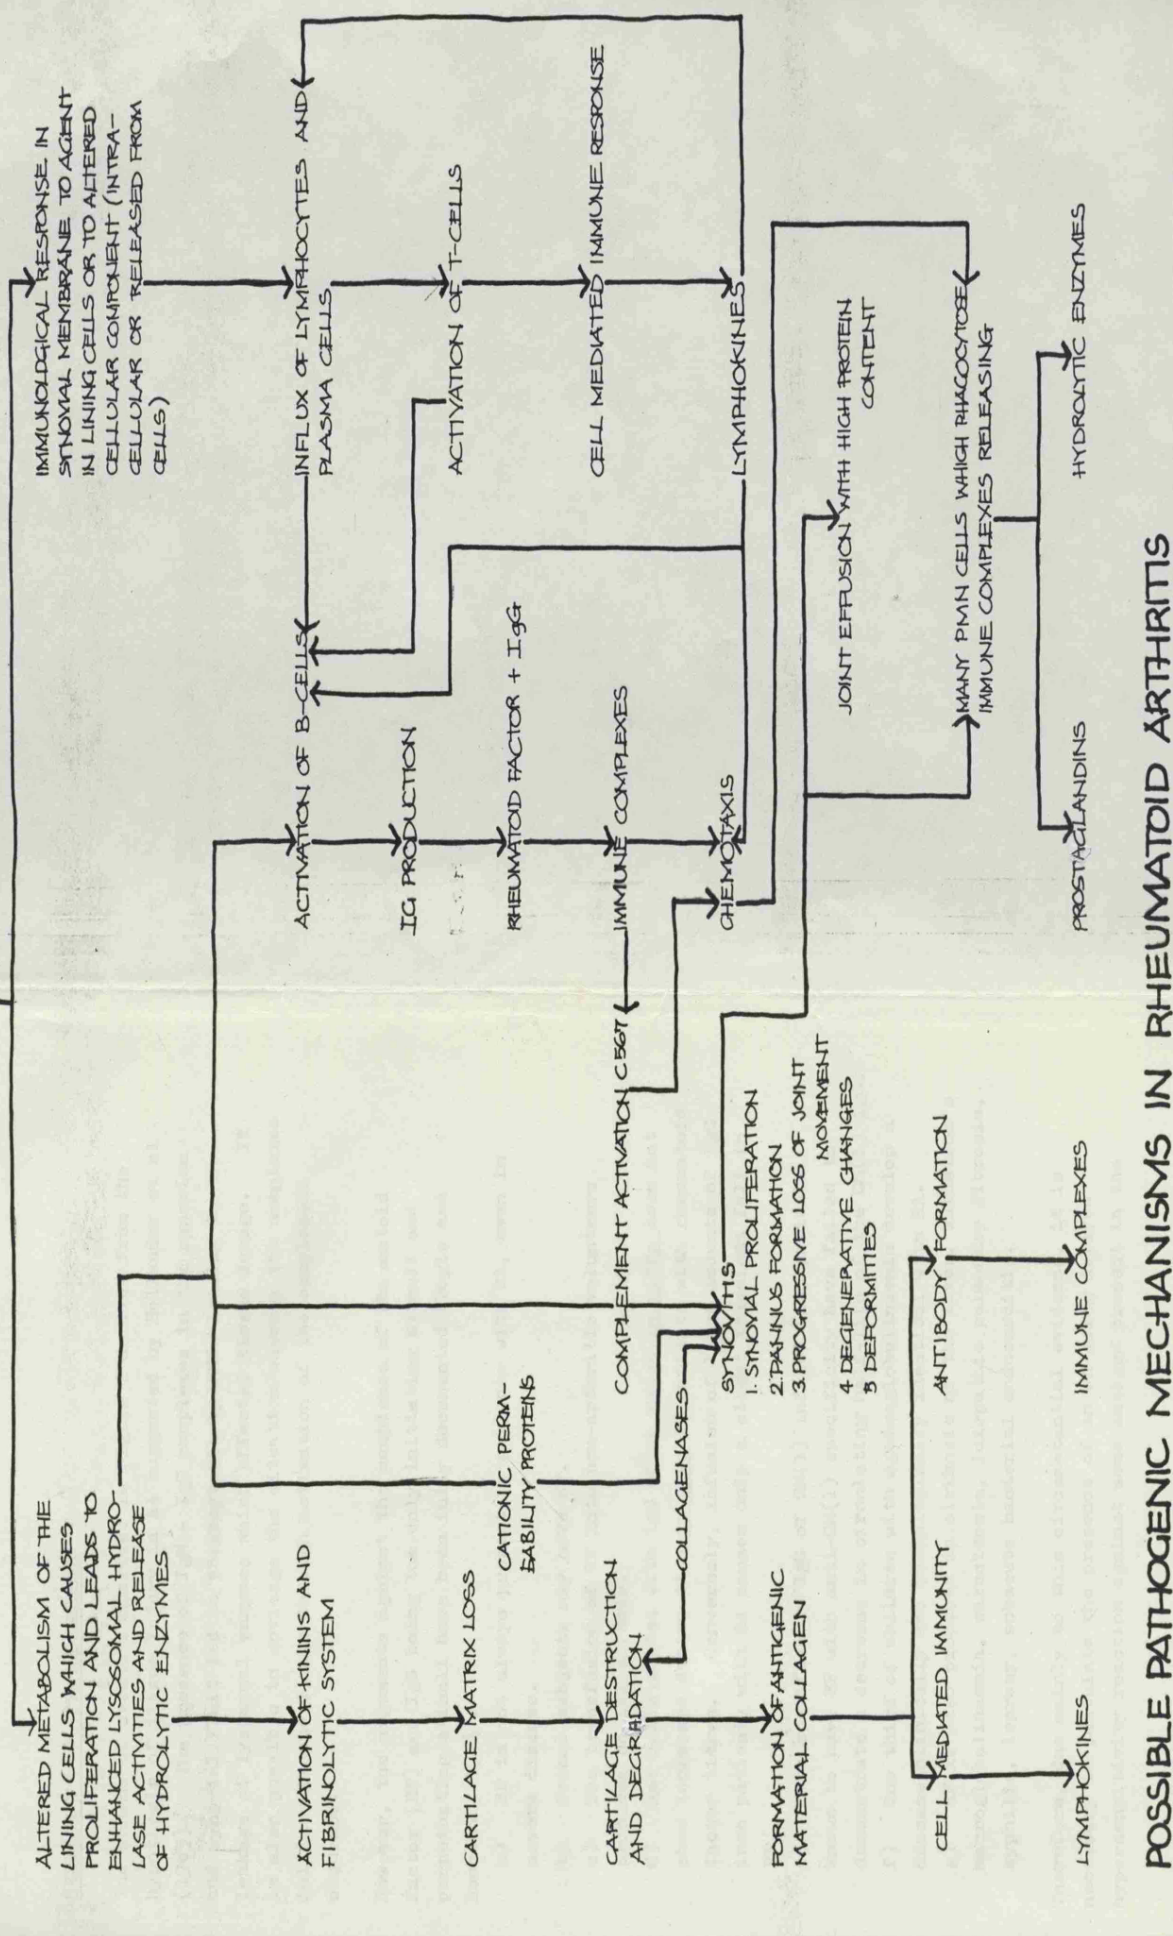 ALTERED METABOLISM OF THE
LINING CELLS WHICH CAUSES
PROLIFERATION AND LEADS TO
ENHANCED LYSOSOMAL HYDRO-
LASE ACTIVITIES AND RELEASE
OF HYDROLYTIC ENZYMES
IMMUNOLOGICAL RESPONSE IN
SYNOVIAL MEMBRANE TO AGENT
IN LINING CELLS OR TO ALTERED
CELLULAR COMPONENT (INTRA-
CELLULAR OR RELEASED FROM
CELLS)
ACTIVATION OF KININS AND
FIBRINOLYTIC SYSTEM
ACTIVATION OF B-CELLS
INFLUX OF LYMPHOCYTES AND
PLASMA CELLS
IG PRODUCTION
ACTIVATION OF T-CELLS
CARTILAGE MATRIX LOSS
CATIONIC PERM-
EABILITY PROTEINS
RHEUMATOID FACTOR + IgG
CELL MEDIATED IMMUNE RESPONSE
CARTILAGE DESTRUCTION
AND DEGRADATION
COLLAGENASES
COMPLEMENT ACTIVATION C567
IMMUNE COMPLEXES
CHEMOTAXIS
LYMPHOKINES
SYNOVITIS
1. SYNOVIAL PROLIFERATION
2. PANNUS FORMATION
3. PROGRESSIVE LOSS OF JOINT
MOVEMENT
4 DEGENERATIVE CHANGES
5 DEFORMITIES
FORMATION OF ANTIGENIC
MATERIAL COLLAGEN
JOINT EFFUSION WITH HIGH PROTEIN
CONTENT
CELL MEDIATED IMMUNITY
ANTIBODY FORMATION
MANY PMN CELLS WHICH PHAGOCYTOSE
IMMUNE COMPLEXES RELEASING
LYMPHOKINES
IMMUNE COMPLEXES
PROSTAGLANDINS
HYDROLYTIC ENZYMES
POSSIBLE PATHOGENIC MECHANISMS IN RHEUMATOID ARTHRITIS